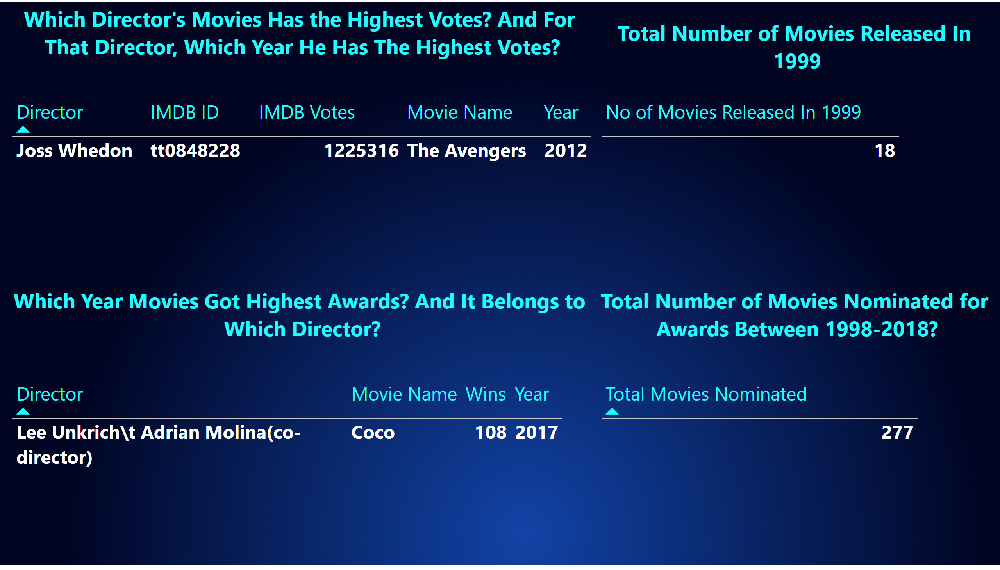 Which Director's Movies Has the Highest Votes? And For
That Director, Which Year He Has The Highest Votes?
Director IMDB ID IMDB Votes Movie Name Year
Joss Whedon tt0848228 1225316 The Avengers 2012
Total Number of Movies Released In
1999
No of Movies Released In 1999
18
Which Year Movies Got Highest Awards? And It Belongs to
Which Director?
Director Movie Name Wins Year
Lee Unkrich\t Adrian Molina(co- Coco 108 2017
director)
Total Number of Movies Nominated for
Awards Between 1998-2018?
Total Movies Nominated
277